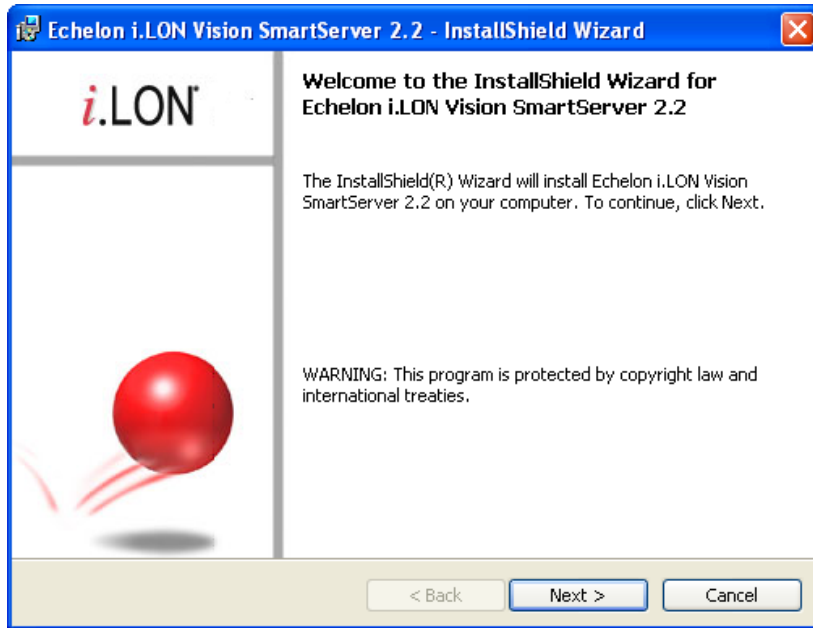 Echelon i.LON Vision SmartServer 2.2 - InstallShield Wizard
i.LON
Welcome to the InstallShield Wizard for
Echelon i.LON Vision SmartServer 2.2
The InstallShield(R) Wizard will install Echelon i.LON Vision
SmartServer 2.2 on your computer. To continue, click Next.
WARNING: This program is protected by copyright law and
international treaties.
< Back
Next >
Cancel